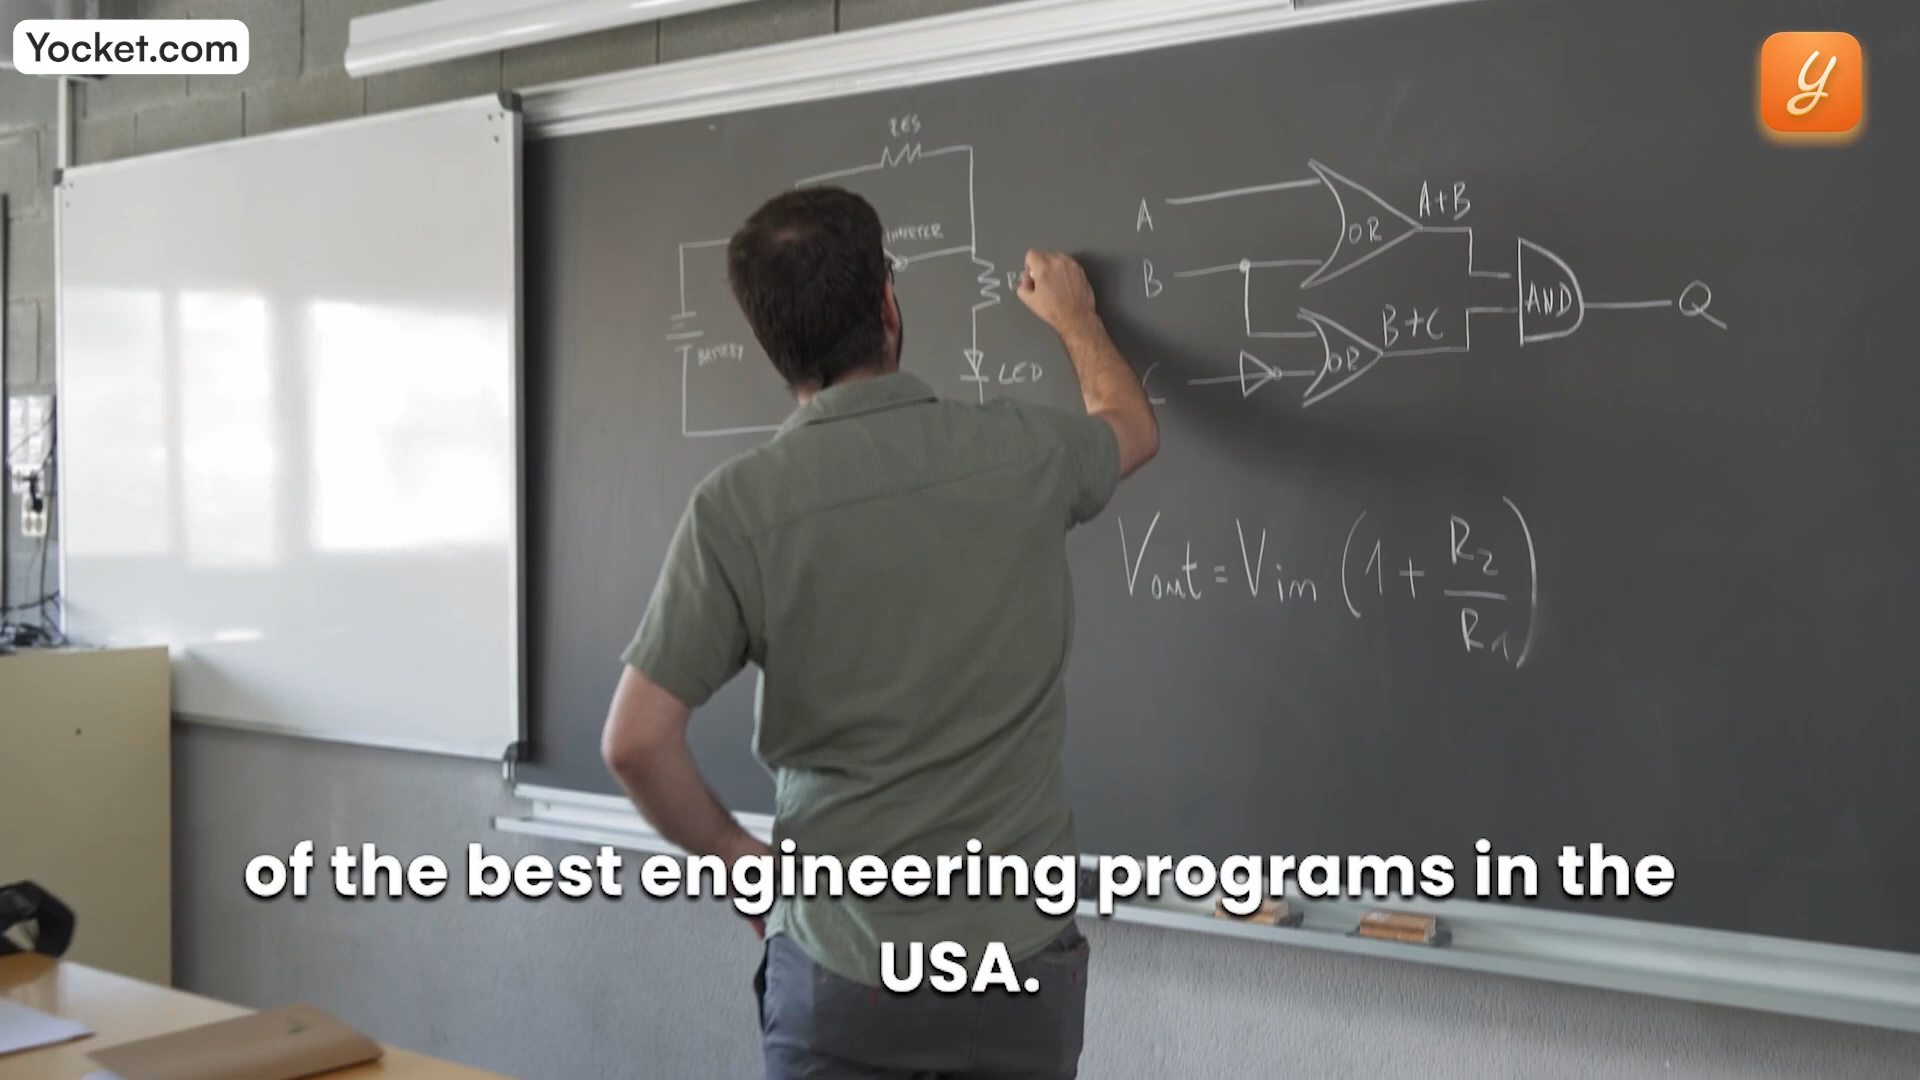 Yocket.com
y
RES
INVERTER
BATTERY
LED
A
B
C
OR
A+B
OR
B+C
AND
Q
Vout = Vin (1 + R2/R1)
of the best engineering programs in the
USA.